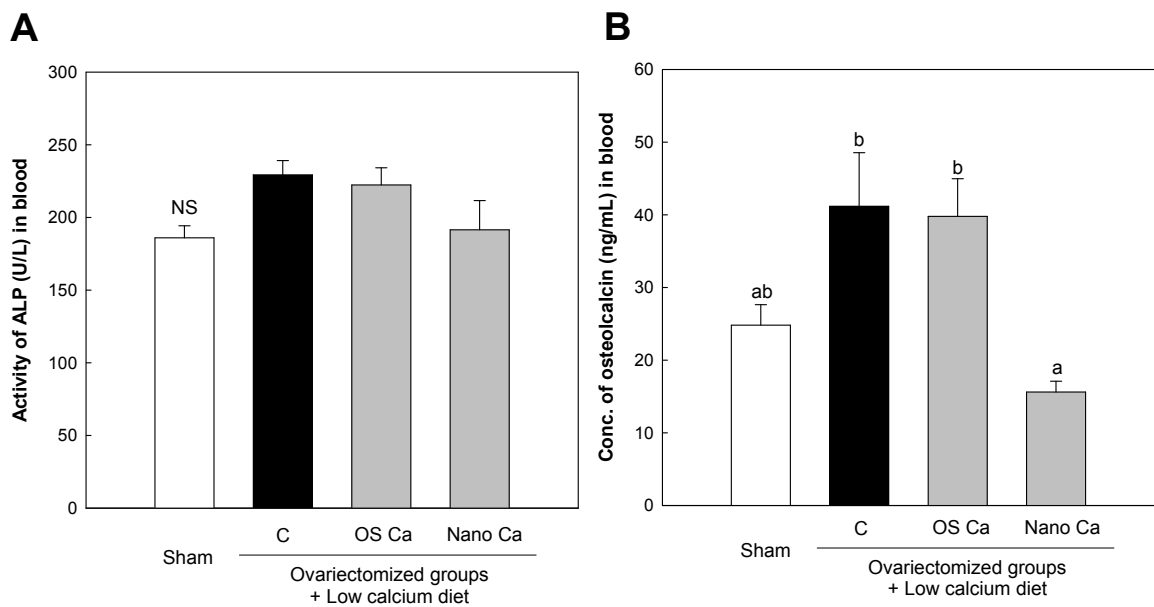 A
Activity of ALP (U/L) in blood
300
250
200
150
100
50
0
NS
Sham
C
OS Ca
Nano Ca
Ovariectomized groups
+ Low calcium diet
B
Conc. of osteolcalcin (ng/mL) in blood
60
50
40
30
20
10
0
ab
b
b
a
Sham
C
OS Ca
Nano Ca
Ovariectomized groups
+ Low calcium diet